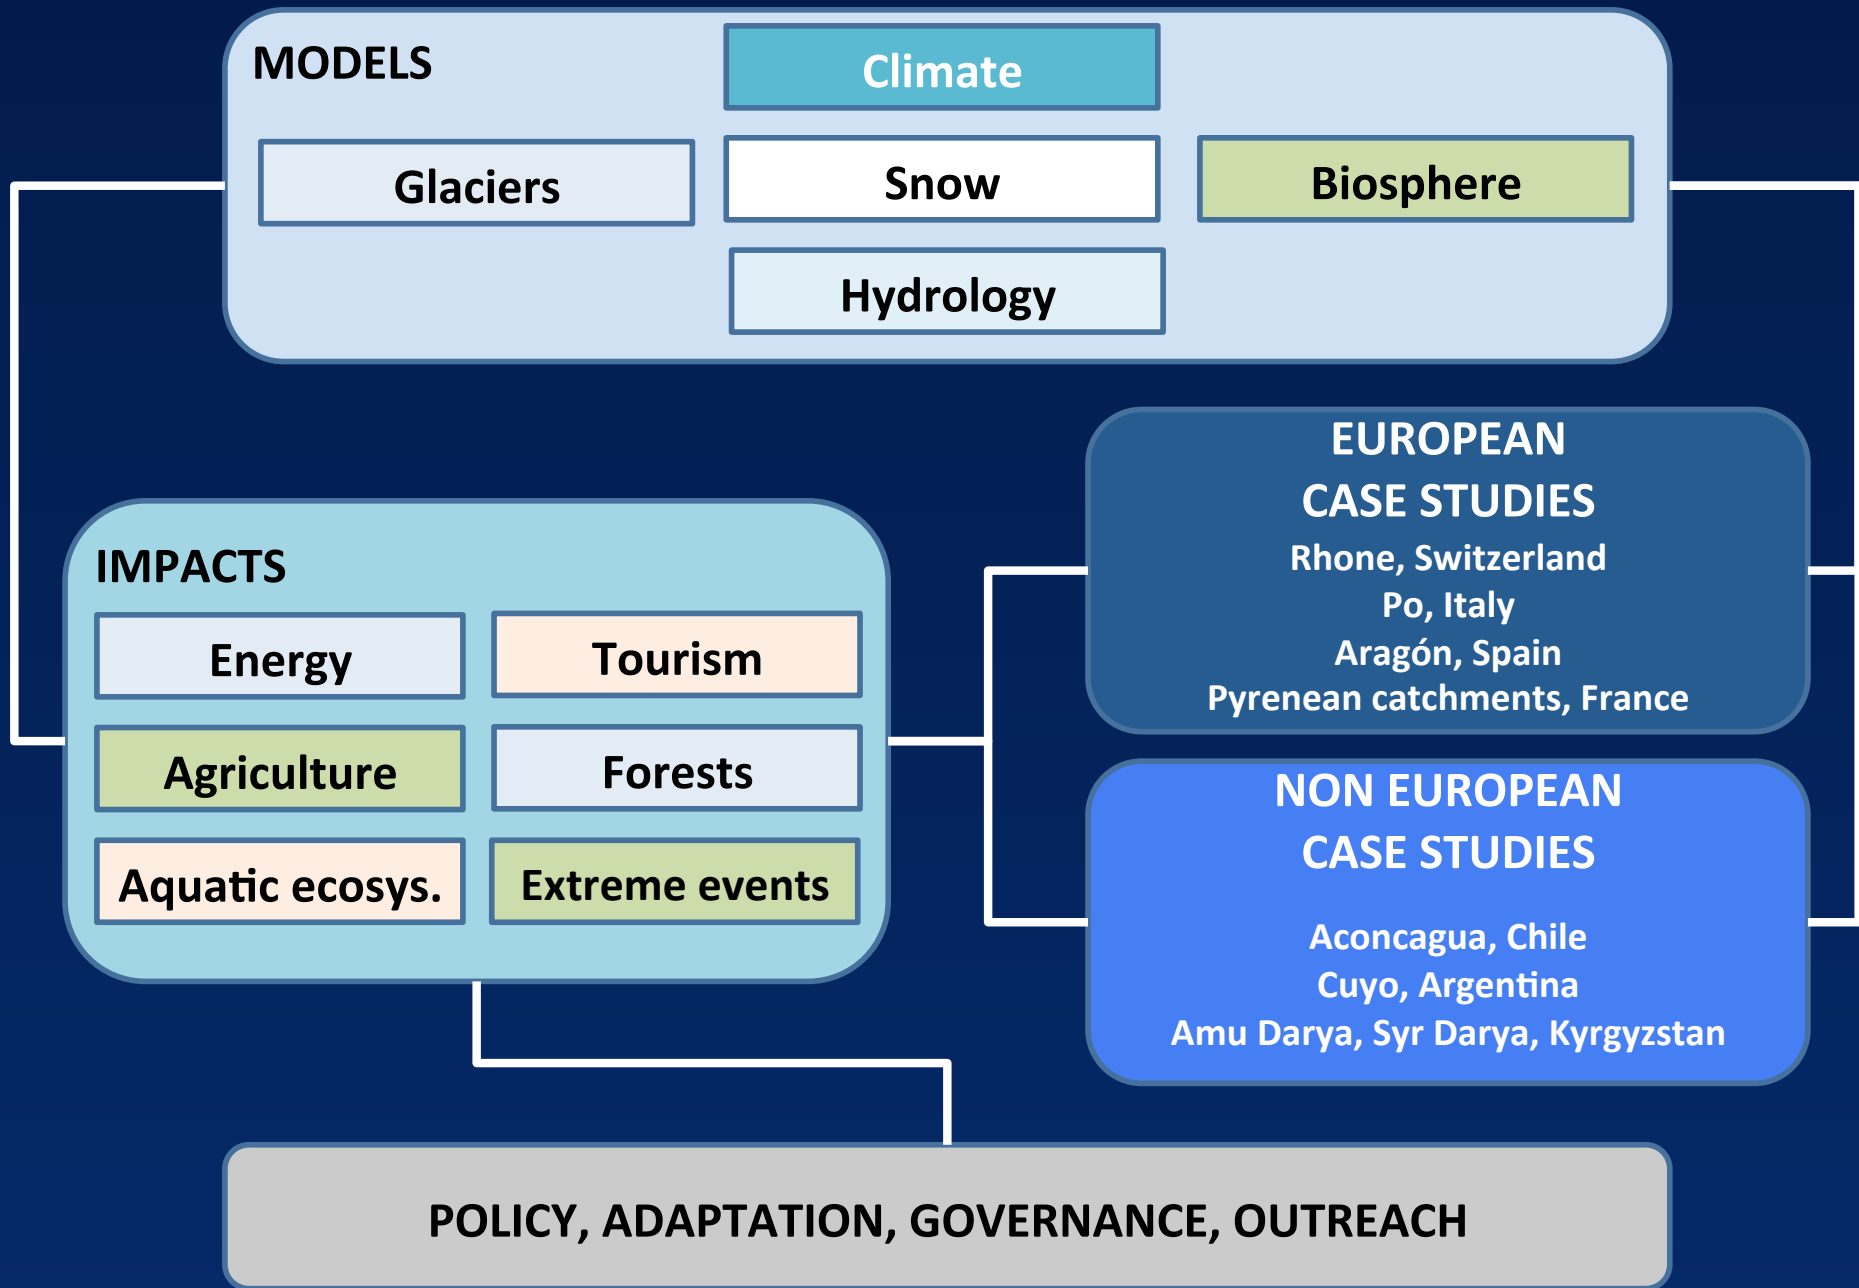 MODELS
Climate
Glaciers
Snow
Biosphere
Hydrology
IMPACTS
Energy
Tourism
Agriculture
Forests
Aquatic ecosys.
Extreme events
EUROPEAN
CASE STUDIES
Rhone, Switzerland
Po, Italy
Aragón, Spain
Pyrenean catchments, France
NON EUROPEAN
CASE STUDIES
Aconcagua, Chile
Cuyo, Argentina
Amu Darya, Syr Darya, Kyrgyzstan
POLICY, ADAPTATION, GOVERNANCE, OUTREACH